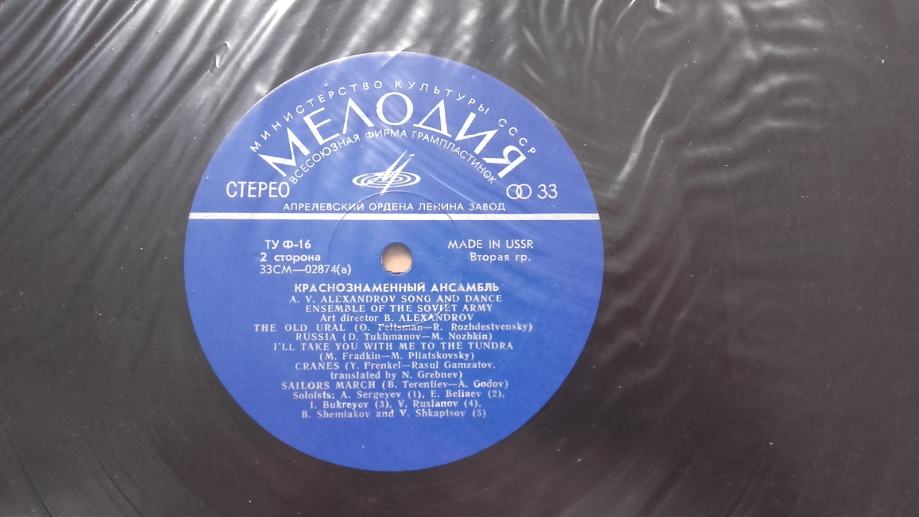 МИНИСТЕРСТВО КУЛЬТУРЫ СССР
МЕЛОДИЯ
ВСЕСОЮЗНАЯ ФИРМА ГРАМПЛАСТИНОК
СТЕРЕО 33
АПРЕЛЕВСКИЙ ОРДЕНА ЛЕНИНА ЗАВОД
ТУ Ф-16 MADE IN USSR
2 сторона Вторая гр.
33СМ—02874(а)
КРАСНОЗНАМЕННЫЙ АНСАМБЛЬ
A. V. ALEXANDROV SONG AND DANCE
ENSEMBLE OF THE SOVIET ARMY
Art director B. ALEXANDROV
THE OLD URAL (O. Feltsman—R. Rozhdestvensky)
RUSSIA (D. Tukhmanov—M. Nozhkin)
I'LL TAKE YOU WITH ME TO THE TUNDRA
(M. Fradkin—M. Pliatskovsky)
CRANES (Y. Frenkel—Rasul Gamzatov,
translated by N. Grebnev)
SAILORS MARCH (B. Terentiev—A. Godov)
Soloists: A. Sergeyev (1), E. Beliaev (2),
I. Bukreyev (3), V. Ruslanov (4),
B. Shemiakov and V. Shkaptsov (5)